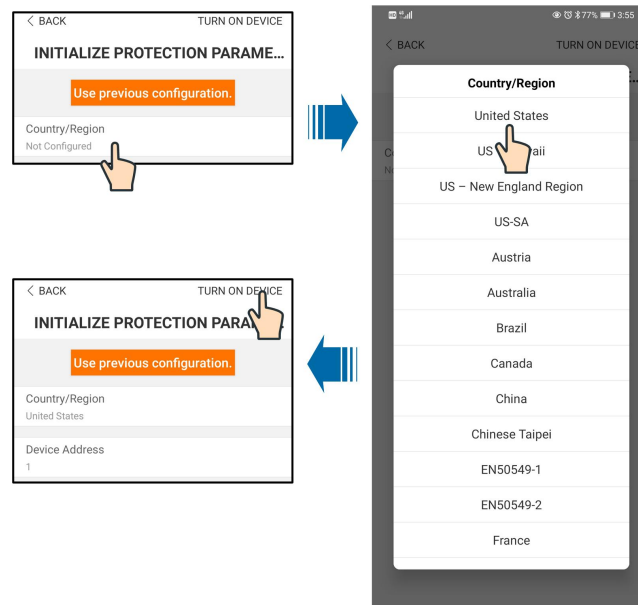 < BACK TURN ON DEVICE
INITIALIZE PROTECTION PARAME...
Use previous configuration.
Country/Region
Not Configured
HD 77% 3:55
< BACK TURN ON DEVICE
Country/Region
United States
US
US – New England Region
US-SA
Austria
Australia
Brazil
Canada
China
Chinese Taipei
EN50549-1
EN50549-2
France
< BACK TURN ON DEVICE
INITIALIZE PROTECTION
Use previous configuration.
Country/Region
United States
Device Address
1